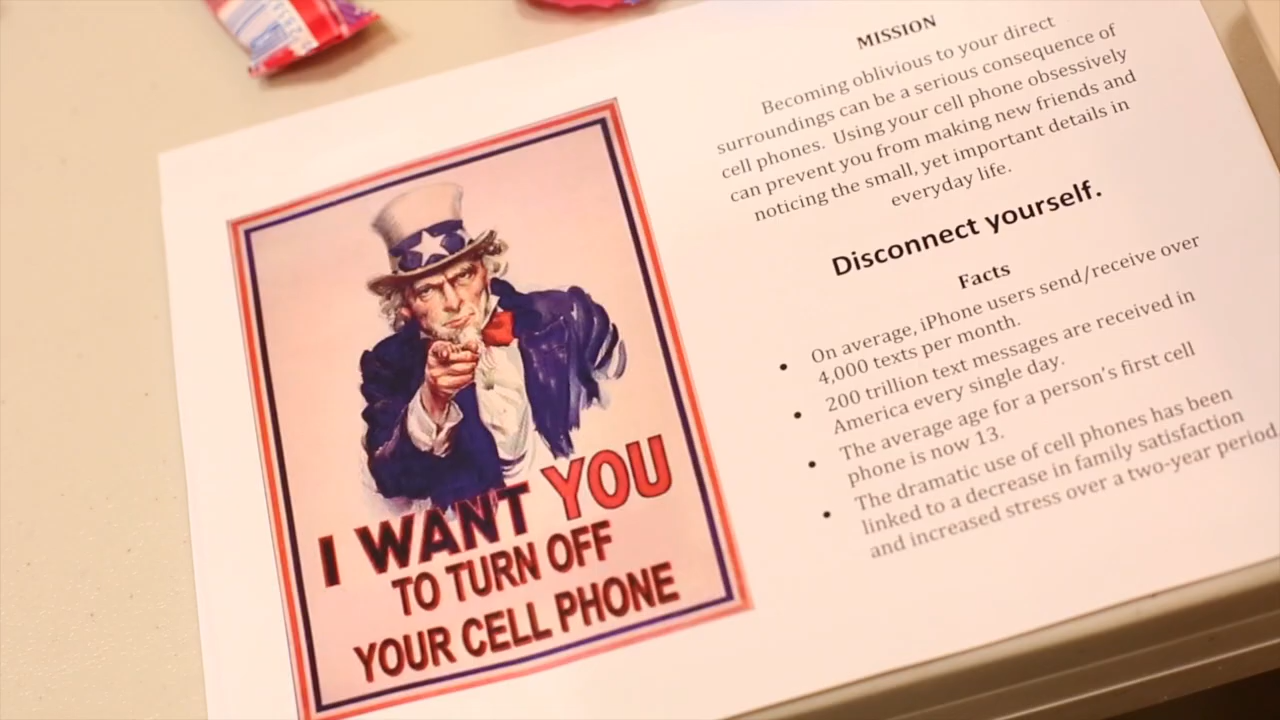 I WANT YOU
TO TURN OFF
YOUR CELL PHONE
MISSION
Becoming oblivious to your direct
surroundings can be a serious consequence of
cell phones. Using your cell phone obsessively
can prevent you from making new friends and
noticing the small, yet important details in
everyday life.
Disconnect yourself.
Facts
• On average, iPhone users send/receive over
4,000 texts per month.
• 200 trillion text messages are received in
America every single day.
• The average age for a person's first cell
phone is now 13.
• The dramatic use of cell phones has been
linked to a decrease in family satisfaction
and increased stress over a two-year period